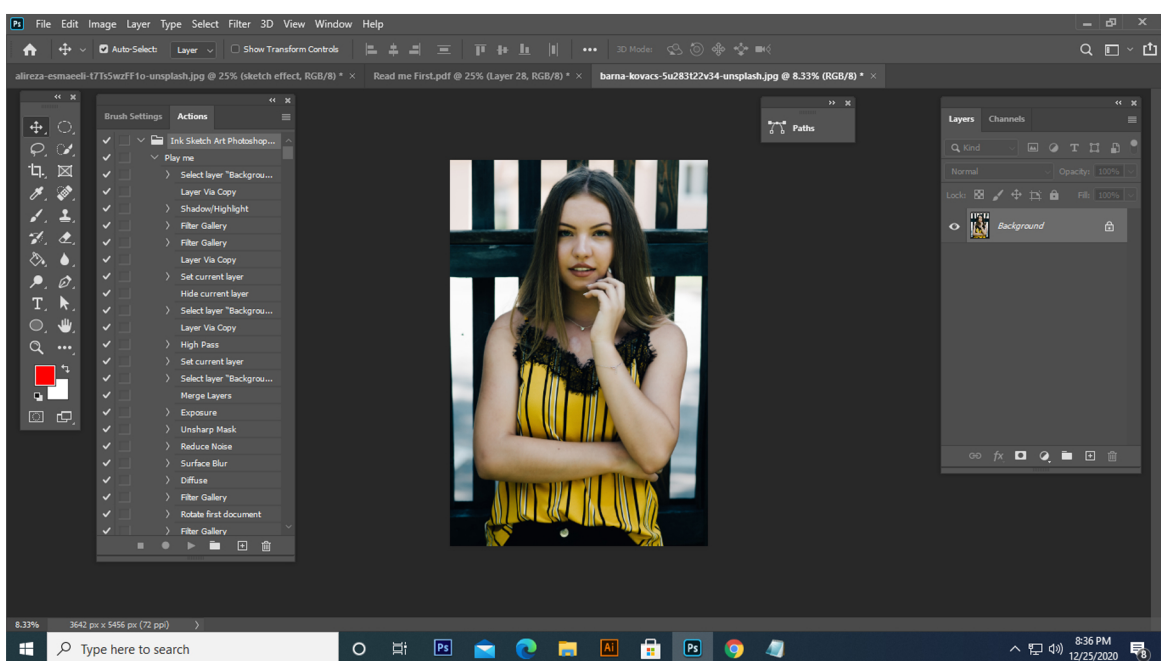 Ps File Edit Image Layer Type Select Filter 3D View Window Help
Auto-Select: Layer Show Transform Controls 3D Mode:
alireza-esmaeeli-t7Ts5wzFF1o-unsplash.jpg @ 25% (sketch effect, RGB/8) * × Read me First.pdf @ 25% (Layer 28, RGB/8) * × barna-kovacs-5u283t22v34-unsplash.jpg @ 8.33% (RGB/8) * ×
Brush Settings Actions
Ink Sketch Art Photoshop...
Play me
Select layer "Backgrou...
Layer Via Copy
Shadow/Highlight
Filter Gallery
Filter Gallery
Layer Via Copy
Set current layer
Hide current layer
Select layer "Backgrou...
Layer Via Copy
High Pass
Set current layer
Select layer "Backgrou...
Merge Layers
Exposure
Unsharp Mask
Reduce Noise
Surface Blur
Diffuse
Filter Gallery
Rotate first document
Filter Gallery
Paths
Layers Channels
Kind
Normal Opacity: 100%
Lock: Fill: 100%
Background
fx
8.33% 3642 px x 5456 px (72 ppi)
Type here to search
Ps Ai Ps
8:36 PM
12/25/2020
8